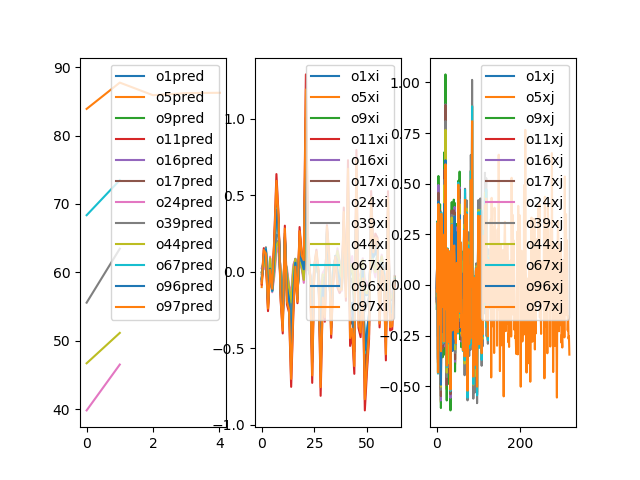 90
80
70
60
50
40
0
2
4
o1pred
o5pred
o9pred
o11pred
o16pred
o17pred
o24pred
o39pred
o44pred
o67pred
o96pred
o97pred
1.0
0.5
0.0
−0.5
−1.0
0
25
50
o1xi
o5xi
o9xi
o11xi
o16xi
o17xi
o24xi
o39xi
o44xi
o67xi
o96xi
o97xi
1.00
0.75
0.50
0.25
0.00
−0.25
−0.50
0
200
o1xj
o5xj
o9xj
o11xj
o16xj
o17xj
o24xj
o39xj
o44xj
o67xj
o96xj
o97xj